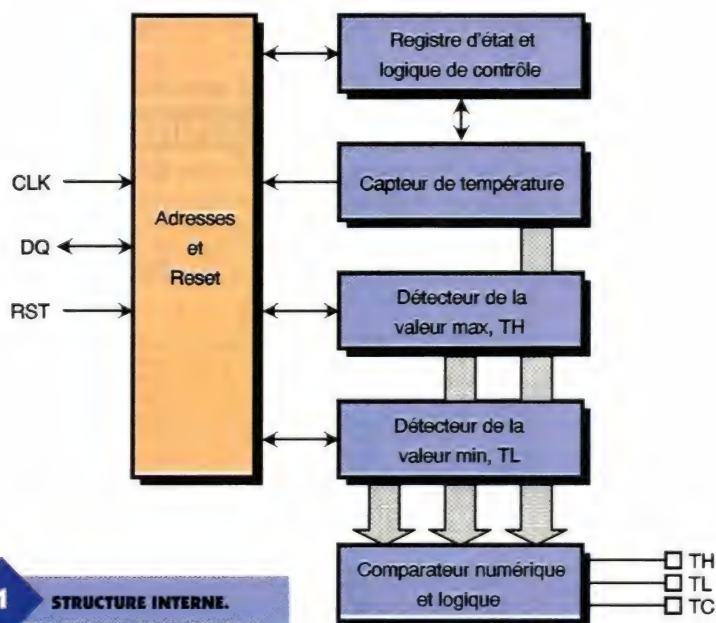 Registre d'état et
logique de contrôle
Capteur de température
CLK
DQ
RST
Adresses
et
Reset
Détecteur de la
valeur max, TH
Détecteur de la
valeur min, TL
Comparateur numérique
et logique
TH
TL
TC
1
STRUCTURE INTERNE.